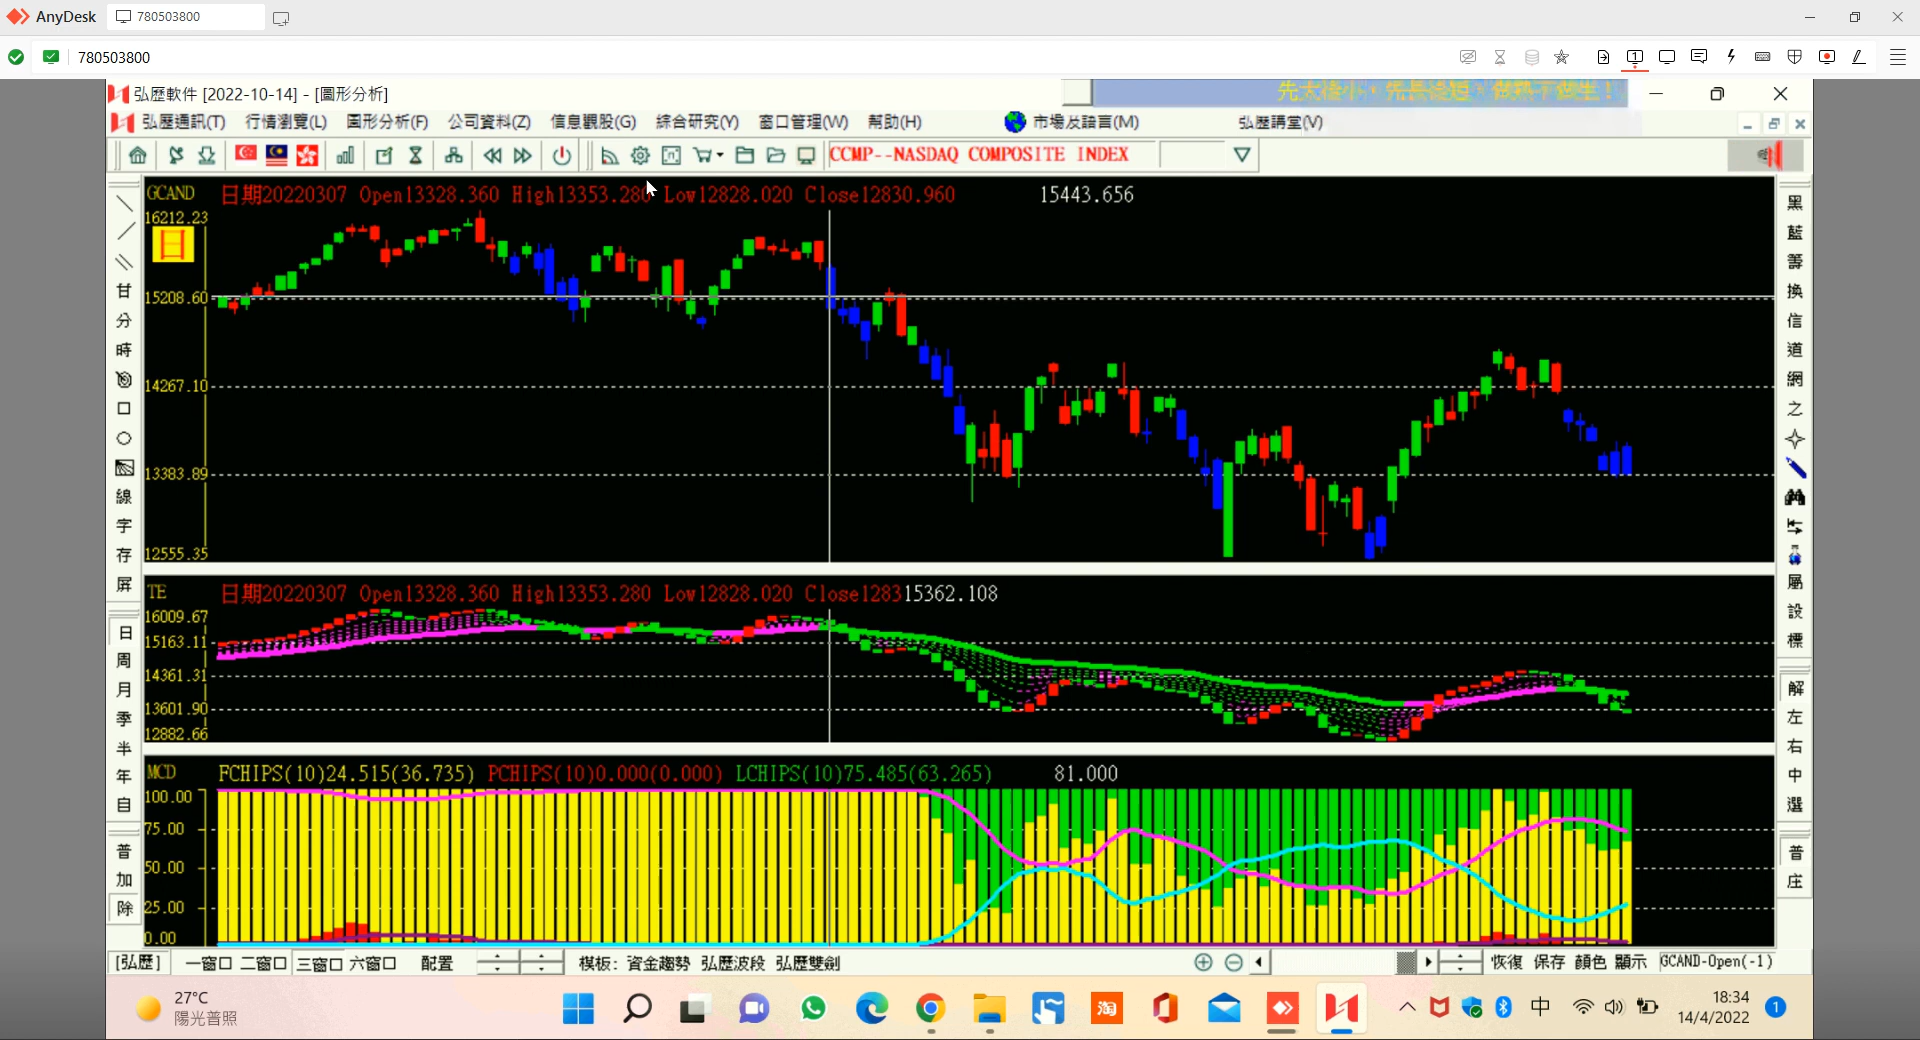 AnyDesk 780503800
780503800
弘歷軟件 [2022-10-14] - [圖形分析]
弘歷通訊(T) 行情瀏覽(L) 圖形分析(F) 公司資料(Z) 信息觀股(G) 綜合研究(Y) 窗口管理(W) 幫助(H) 市場及語言(M) 弘歷講堂(V)
CCMP--NASDAQ COMPOSITE INDEX
GCAND 日期20220307 Open13328.360 High13353.280 Low12828.020 Close12830.960 15443.656
16212.23
日
15208.60
14267.10
13383.89
12555.35
TE 日期20220307 Open13328.360 High13353.280 Low12828.020 Close1283 15362.108
16009.67
15163.11
14361.31
13601.90
12882.66
MCD FCHIPS(10)24.515(36.735) PCHIPS(10)0.000(0.000) LCHIPS(10)75.485(63.265) 81.000
100.00
75.00
50.00
25.00
0.00
甘
分
時
線
字
存
屏
日
周
月
季
半
年
自
普
加
除
黑
藍
籌
換
信
道
網
之
屬
設
標
解
左
右
中
選
普
庄
[弘歷] 一窗口 二窗口 三窗口 六窗口 配置 模板: 資金趨勢 弘歷波段 弘歷雙劍 恢復 保存 顏色 顯示 GCAND-Open(-1)
27°C
陽光普照
淘
中
18:34
14/4/2022
1